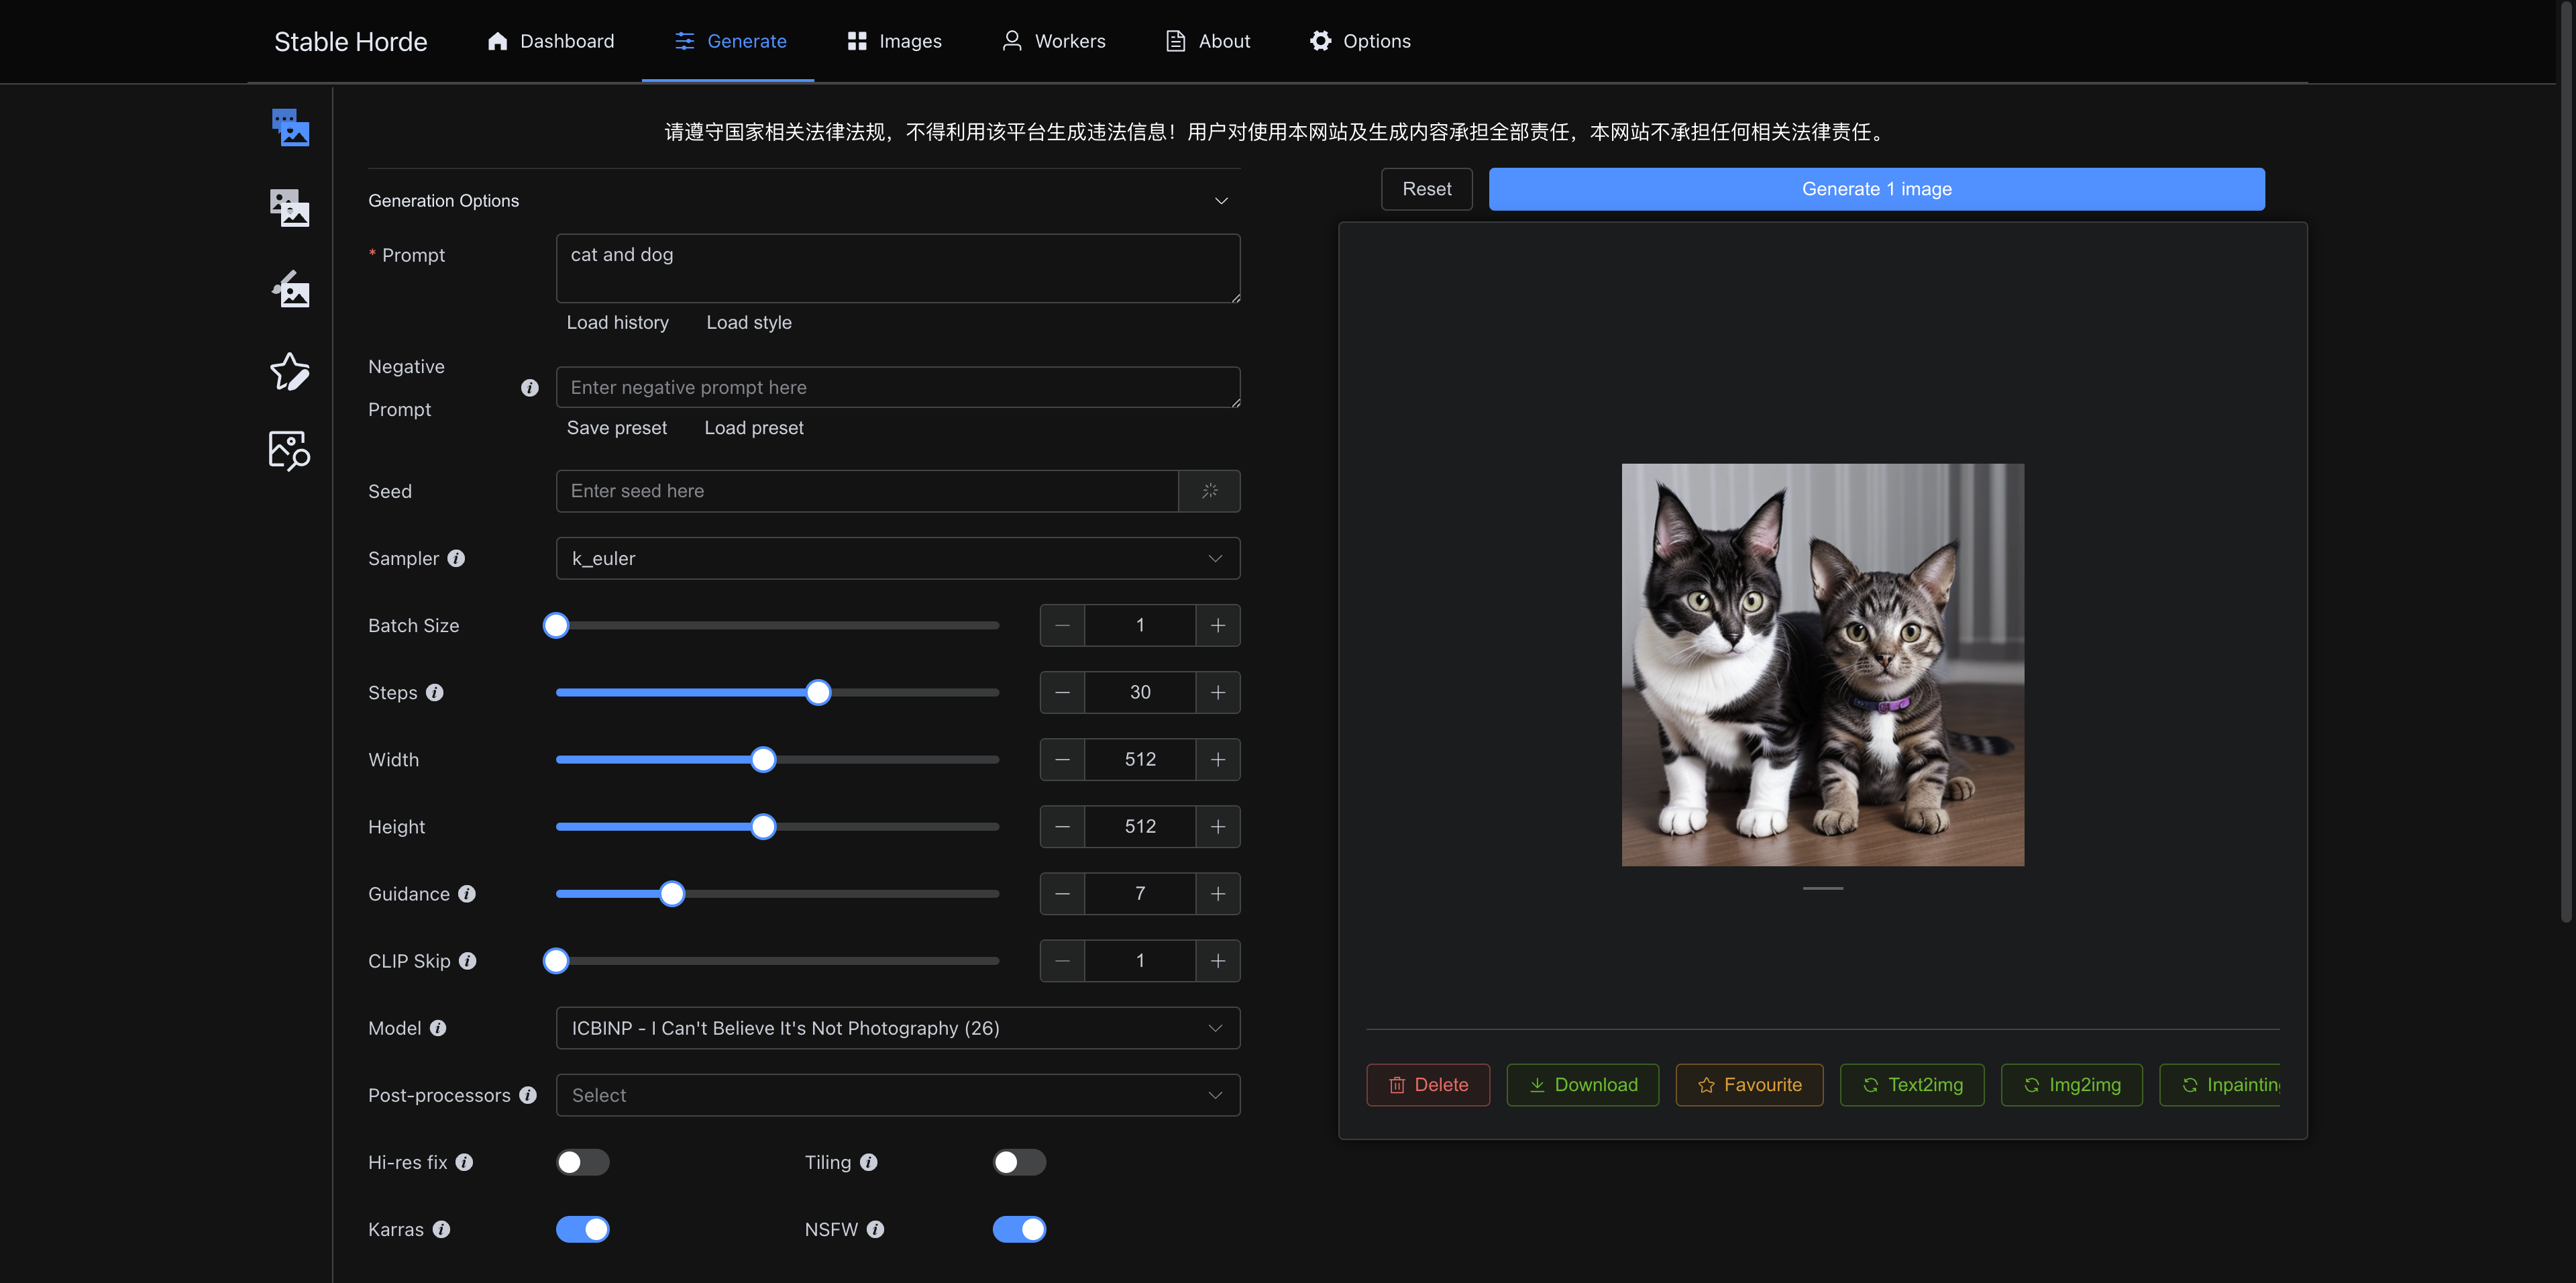 Stable Horde
Dashboard
Generate
Images
Workers
About
Options
请遵守国家相关法律法规，不得利用该平台生成违法信息！用户对使用本网站及生成内容承担全部责任，本网站不承担任何相关法律责任。
Generation Options
Reset
Generate 1 image
* Prompt
cat and dog
Load history
Load style
Negative
Prompt
Enter negative prompt here
Save preset
Load preset
Seed
Enter seed here
Sampler
k_euler
Batch Size
1
Steps
30
Width
512
Height
512
Guidance
7
CLIP Skip
1
Model
ICBINP - I Can't Believe It's Not Photography (26)
Post-processors
Select
Hi-res fix
Tiling
Karras
NSFW
Delete
Download
Favourite
Text2img
Img2img
Inpainting